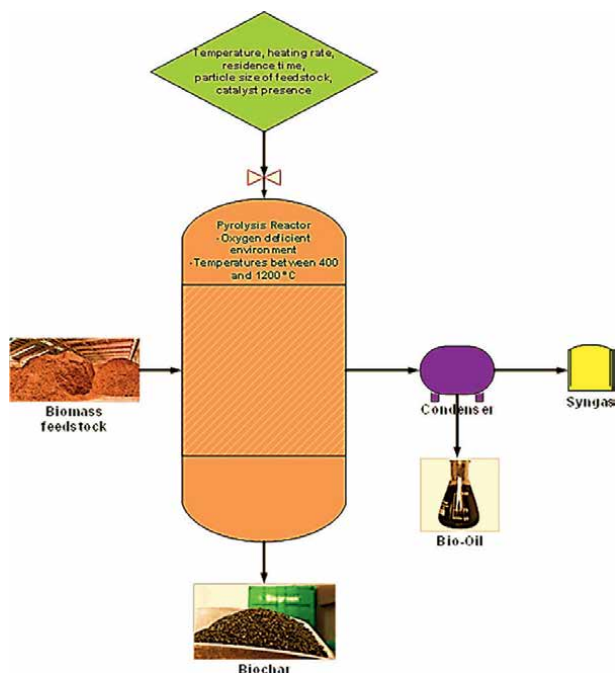 Temperature, heating rate,
residence time,
particle size of feedstock,
catalyst presence
Pyrolysis Reactor
-Oxygen deficient
environment
-Temperatures between 400
and 1200°C
Biomass
feedstock
Condenser
Syngas
Bio-Oil
Biochar